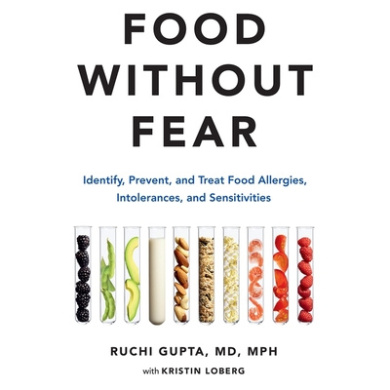 FOOD
WITHOUT
FEAR
Identify, Prevent, and Treat Food Allergies,
Intolerances, and Sensitivities
RUCHI GUPTA, MD, MPH
with KRISTIN LOBERG